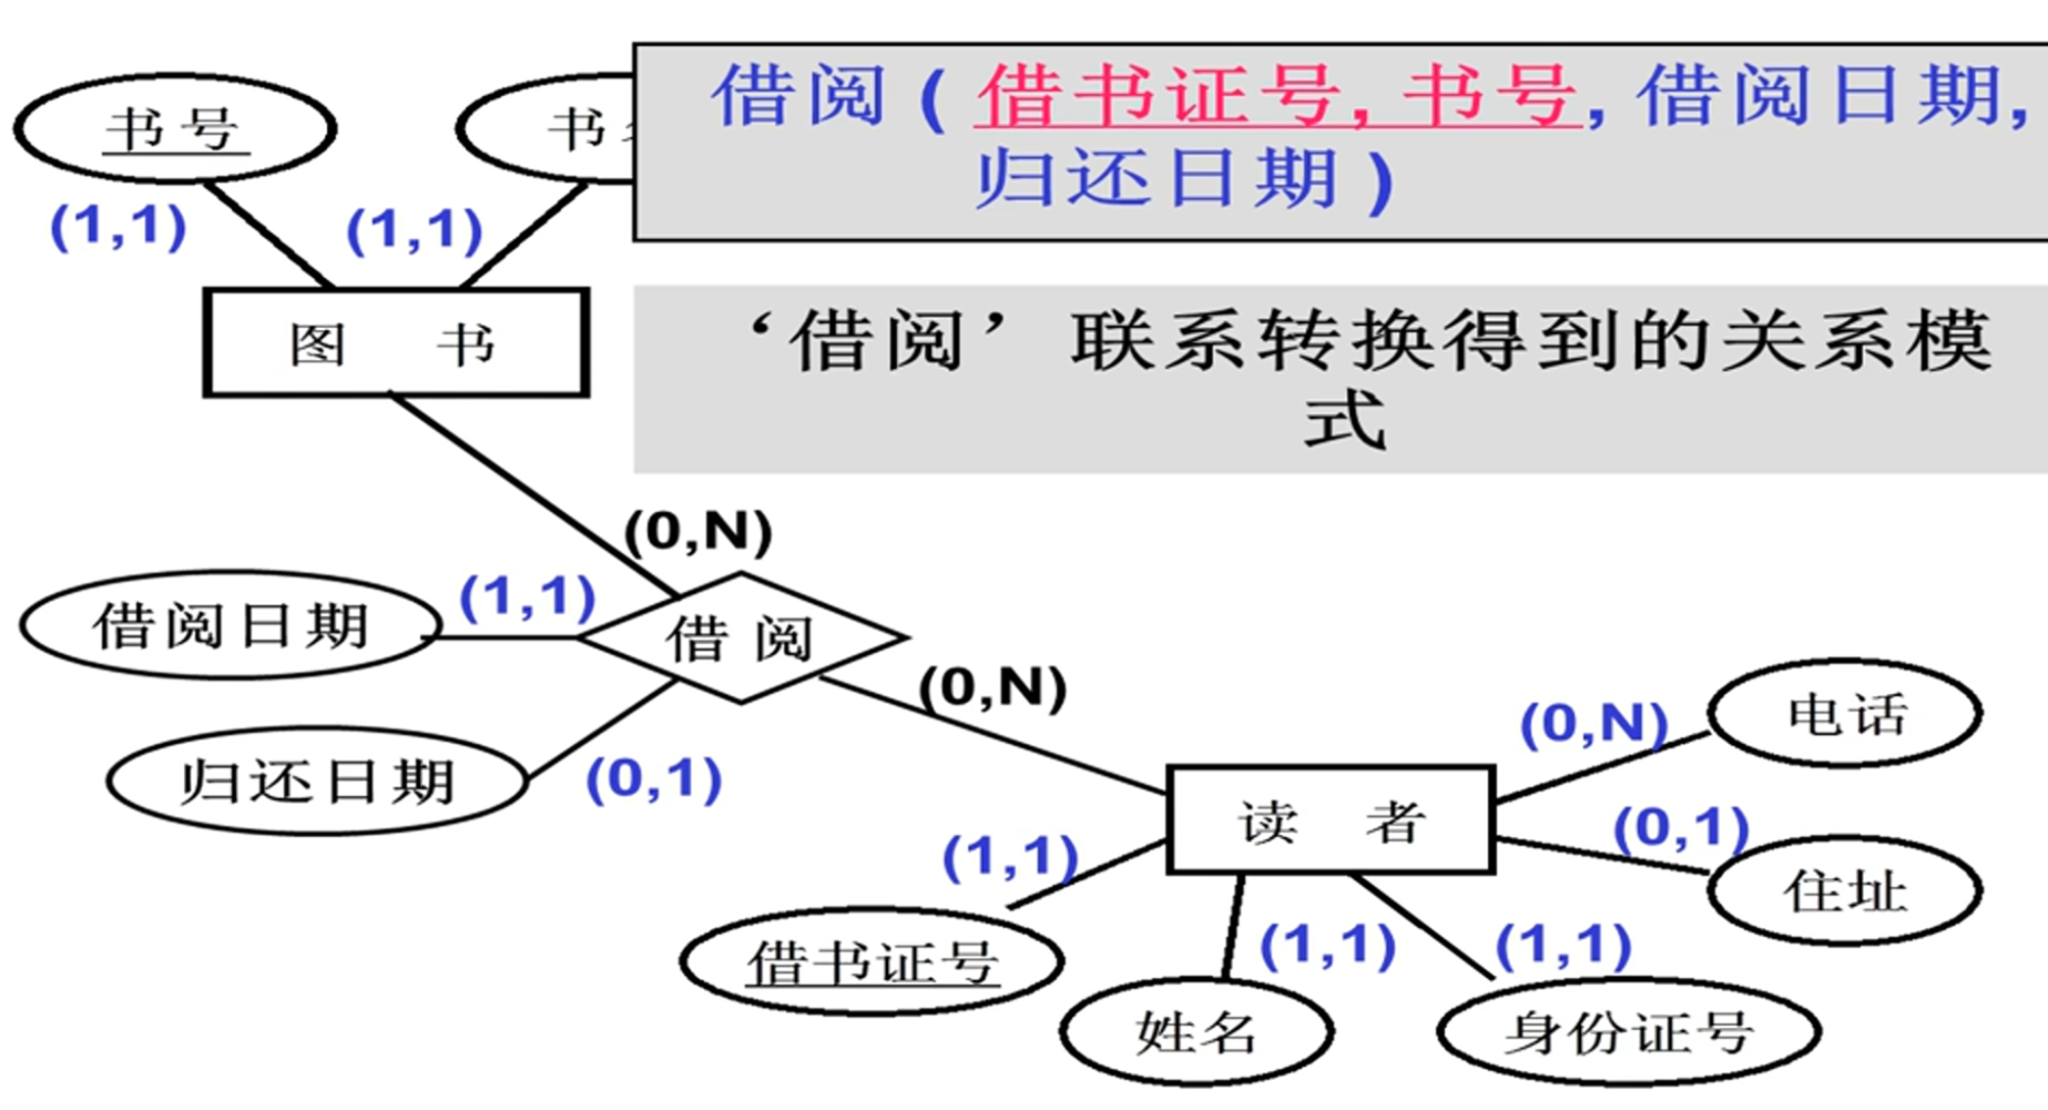 书号
书
借阅(借书证号,书号,借阅日期,
归还日期)
(1,1)
(1,1)
图 书
‘借阅’联系转换得到的关系模
式
(0,N)
借阅日期
(1,1)
借 阅
(0,N)
归还日期
(0,1)
电话
(0,N)
读 者
(0,1)
住址
(1,1)
借书证号
(1,1)
(1,1)
姓名
身份证号